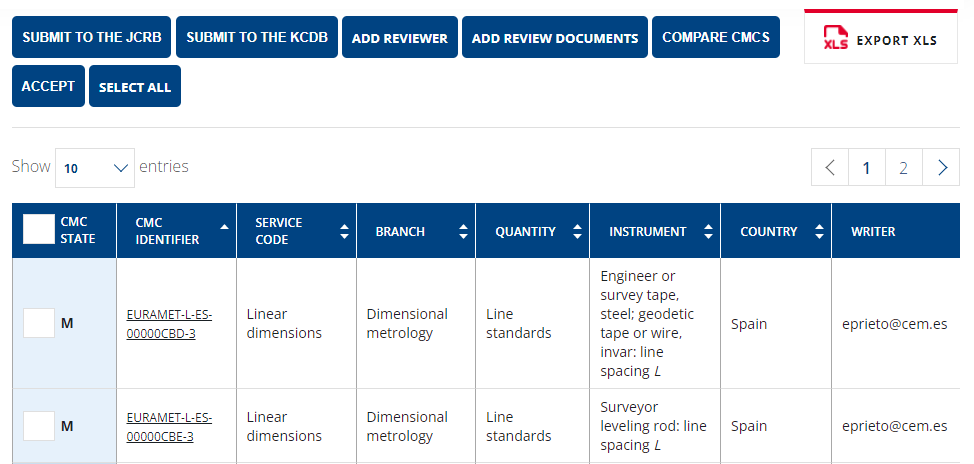 SUBMIT TO THE JCRB SUBMIT TO THE KCDB ADD REVIEWER ADD REVIEW DOCUMENTS COMPARE CMCS XLS EXPORT XLS
ACCEPT SELECT ALL
Show 10 entries 1 2
CMC STATE CMC IDENTIFIER SERVICE CODE BRANCH QUANTITY INSTRUMENT COUNTRY WRITER
M
EURAMET-L-ES-
00000CBD-3
Linear
dimensions
Dimensional
metrology
Line
standards
Engineer or
survey tape,
steel; geodetic
tape or wire,
invar: line
spacing L
Spain
eprieto@cem.es
M
EURAMET-L-ES-
00000CBE-3
Linear
dimensions
Dimensional
metrology
Line
standards
Surveyor
leveling rod: line
spacing L
Spain
eprieto@cem.es